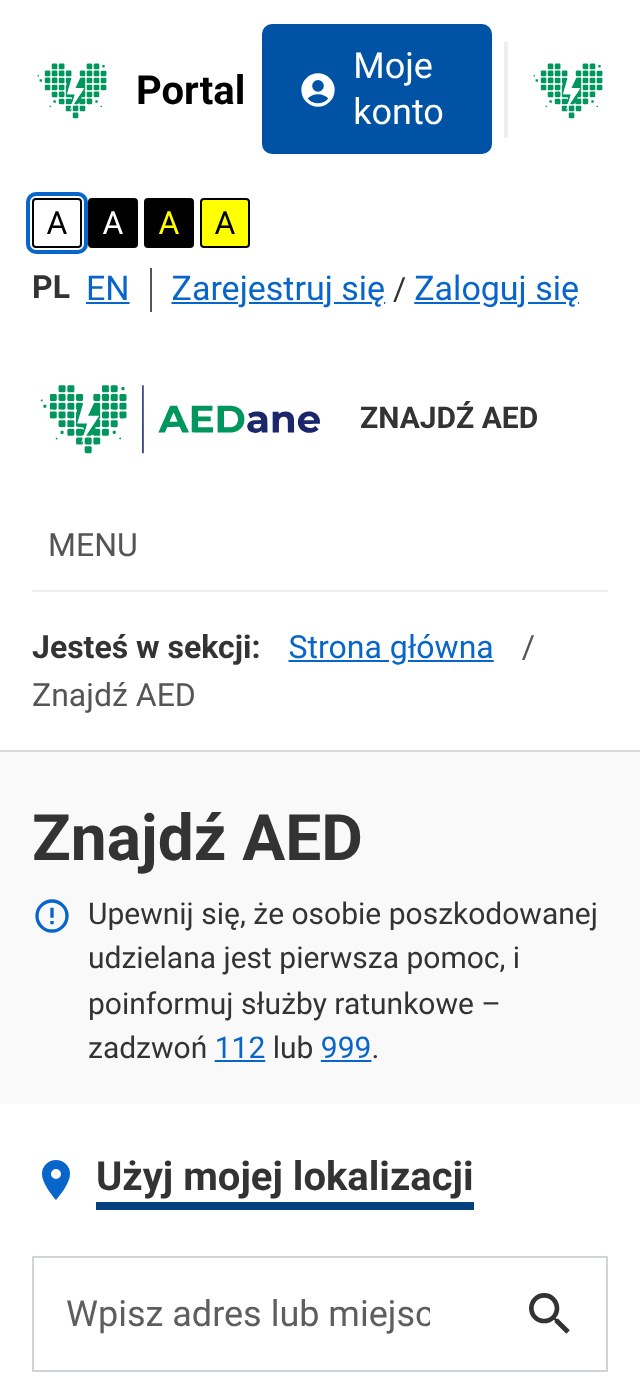 Portal
Moje
konto
A A A A
PL EN Zarejestruj się / Zaloguj się
AEDane ZNAJDŹ AED
MENU
Jesteś w sekcji: Strona główna /
Znajdź AED
Znajdź AED
Upewnij się, że osobie poszkodowanej
udzielana jest pierwsza pomoc, i
poinformuj służby ratunkowe –
zadzwoń 112 lub 999.
Użyj mojej lokalizacji
Wpisz adres lub miejsc